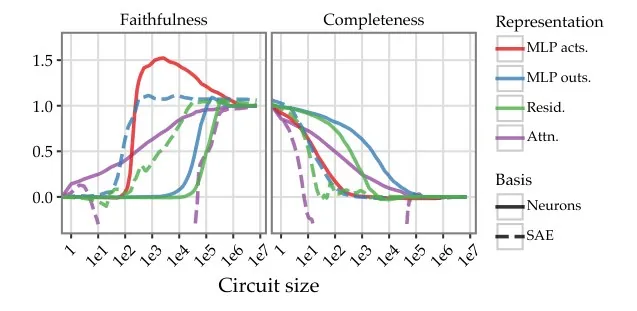 Faithfulness
Completeness
1.5
1.0
0.5
0.0
1 1e1 1e2 1e3 1e4 1e5 1e6 1e7
1 1e1 1e2 1e3 1e4 1e5 1e6 1e7
Circuit size
Representation
MLP acts.
MLP outs.
Resid.
Attn.
Basis
Neurons
SAE